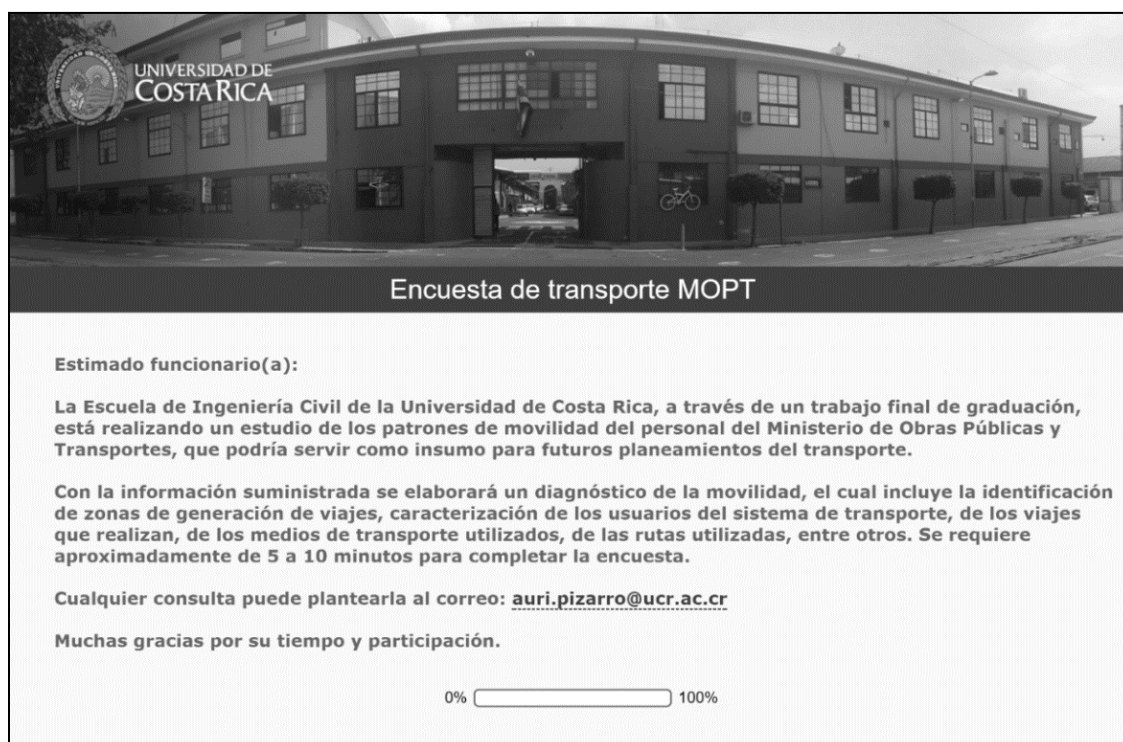 UNIVERSIDAD DE
COSTA RICA
Encuesta de transporte MOPT
Estimado funcionario(a):
La Escuela de Ingeniería Civil de la Universidad de Costa Rica, a través de un trabajo final de graduación,
está realizando un estudio de los patrones de movilidad del personal del Ministerio de Obras Públicas y
Transportes, que podría servir como insumo para futuros planeamientos del transporte.
Con la información suministrada se elaborará un diagnóstico de la movilidad, el cual incluye la identificación
de zonas de generación de viajes, caracterización de los usuarios del sistema de transporte, de los viajes
que realizan, de los medios de transporte utilizados, de las rutas utilizadas, entre otros. Se requiere
aproximadamente de 5 a 10 minutos para completar la encuesta.
Cualquier consulta puede plantearla al correo: auri.pizarro@ucr.ac.cr
Muchas gracias por su tiempo y participación.
0% 100%